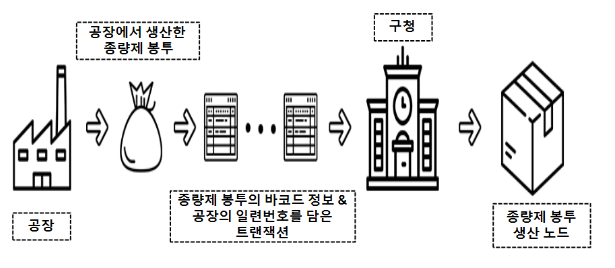 공장에서 생산한
종량제 봉투
구청
공장
종량제 봉투의 바코드 정보 &
공장의 일련번호를 담은
트랜잭션
종량제 봉투
생산 노드